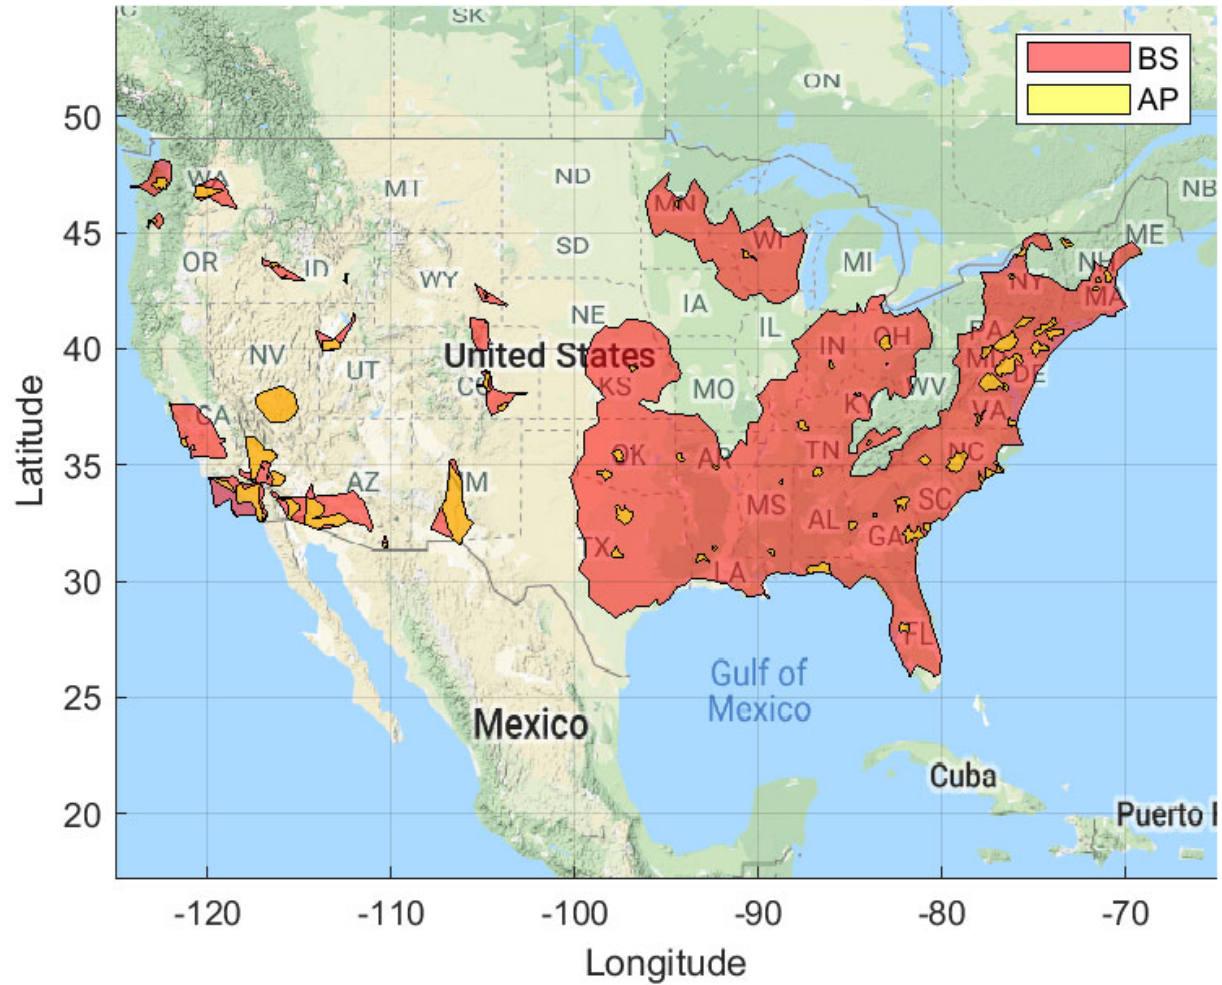 SK
ON
BS
AP
50
45
40
35
30
25
20
Latitude
WA
MT
ND
NB
MN
ME
OR
ID
SD
WI
MI
NH
WY
NY
MA
NE
IA
PA
NV
UT
United States
IL
IN
OH
DE
CO
KS
MO
WV
KY
VA
CA
OK
AR
TN
NC
AZ
NM
MS
AL
SC
GA
TX
LA
FL
Gulf of
Mexico
Mexico
Cuba
Puerto
-120
-110
-100
-90
-80
-70
Longitude